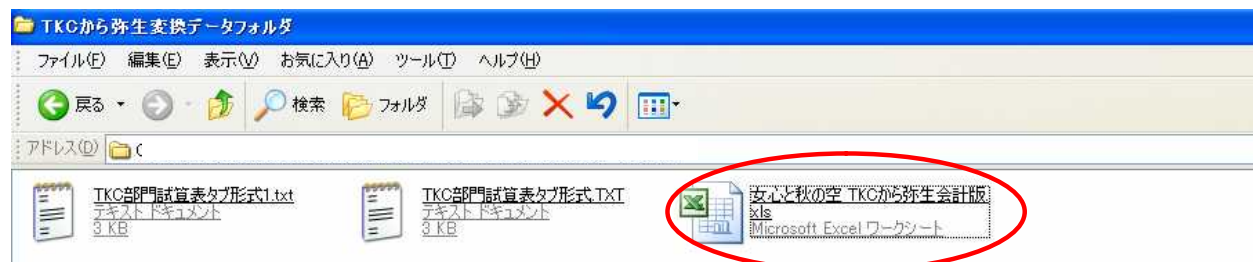 TKCから弥生変換データフォルダ
ファイル(F) 編集(E) 表示(V) お気に入り(A) ツール(T) ヘルプ(H)
戻る 検索 フォルダ
アドレス(D) (
TKC部門試算表タブ形式1.txt
テキスト ドキュメント
3 KB
TKC部門試算表タブ形式.TXT
テキスト ドキュメント
3 KB
女心と秋の空 TKCから弥生会計版.
xls
Microsoft Excel ワークシート